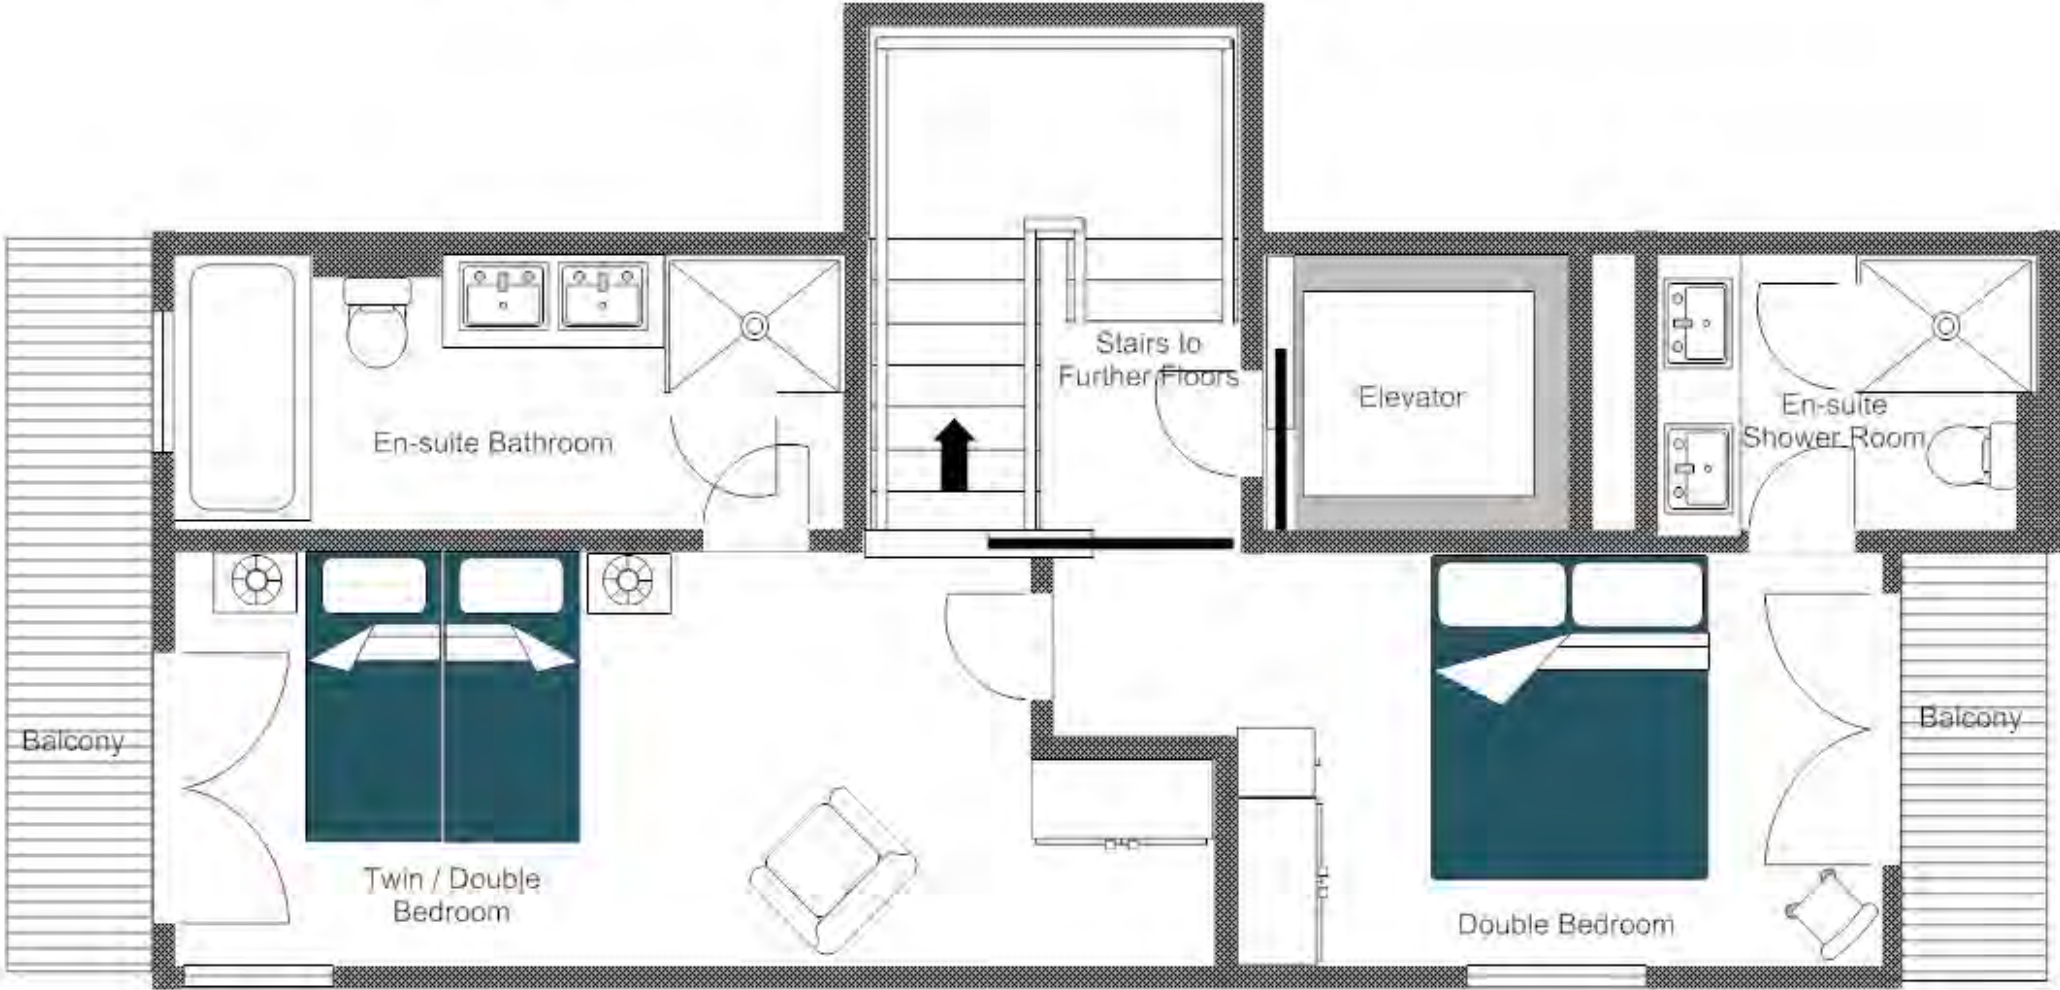 Stairs to
Further Floors
Elevator
En-suite
Shower Room
En-suite Bathroom
Balcony
Balcony
Twin / Double
Bedroom
Double Bedroom